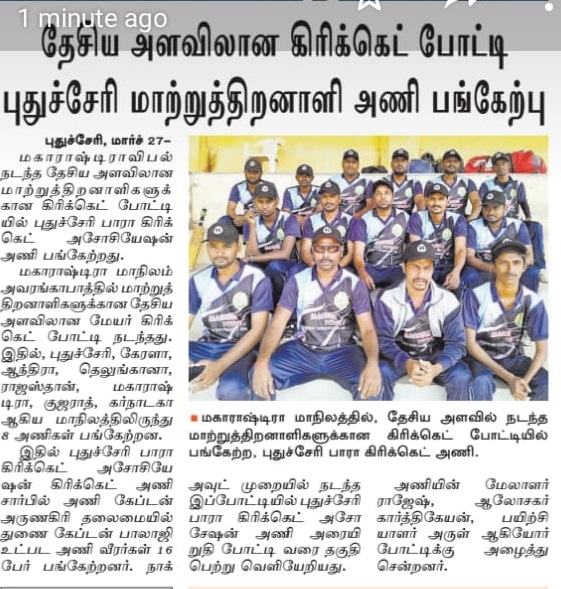 1 minute ago
தேசிய அளவிலான கிரிக்கெட் போட்டி
புதுச்சேரி மாற்றுத்திறனாளி அணி பங்கேற்பு
புதுச்சேரி, மார்ச் 27–
மகாராஷ்டிராவிபல்
நடந்த தேசிய அளவிலான
மாற்றுத்திறனாளிகளுக்
கான கிரிக்கெட் போட்டி
யில் புதுச்சேரி பாரா கிரிக்
கெட் அசோசியேஷன்
அணி பங்கேற்றது.
மகாராஷ்டிரா மாநிலம்
அவரங்காபாத்தில் மாற்றுத்
திறனாளிகளுக்கான தேசிய
அளவிலான மேயர் கிரிக்
கெட் போட்டி நடந்தது.
இதில், புதுச்சேரி, கேரளா,
ஆந்திரா, தெலுங்கானா,
ராஜஸ்தான், மகாராஷ்
டிரா, குஜராத், கர்நாடகா
ஆகிய மாநிலத்திலிருந்து
8 அணிகள் பங்கேற்றன.
இதில் புதுச்சேரி பாரா
கிரிக்கெட் அசோசியே
ஷன் கிரிக்கெட் அணி
சார்பில் அணி கேப்டன்
அருணகிரி தலைமையில்
துணை கேப்டன் பாலாஜி
உட்பட அணி வீரர்கள் 16
பேர் பங்கேற்றனர். நாக்
■ மகாராஷ்டிரா மாநிலத்தில், தேசிய அளவில் நடந்த
மாற்றுத்திறனாளிகளுக்கான கிரிக்கெட் போட்டியில்
பங்கேற்ற, புதுச்சேரி பாரா கிரிக்கெட் அணி.
அவுட் முறையில் நடந்த
இப்போட்டியில் புதுச்சேரி
பாரா கிரிக்கெட் அசோ
சேஷன் அணி அரையி
றுதி போட்டி வரை தகுதி
பெற்று வெளியேறியது.
அணியின் மேலாளர்
ராஜேஷ், ஆலோசகர்
கார்த்திகேயன், பயிற்சி
யாளர் அருள் ஆகியோர்
போட்டிக்கு அழைத்து
சென்றனர்.